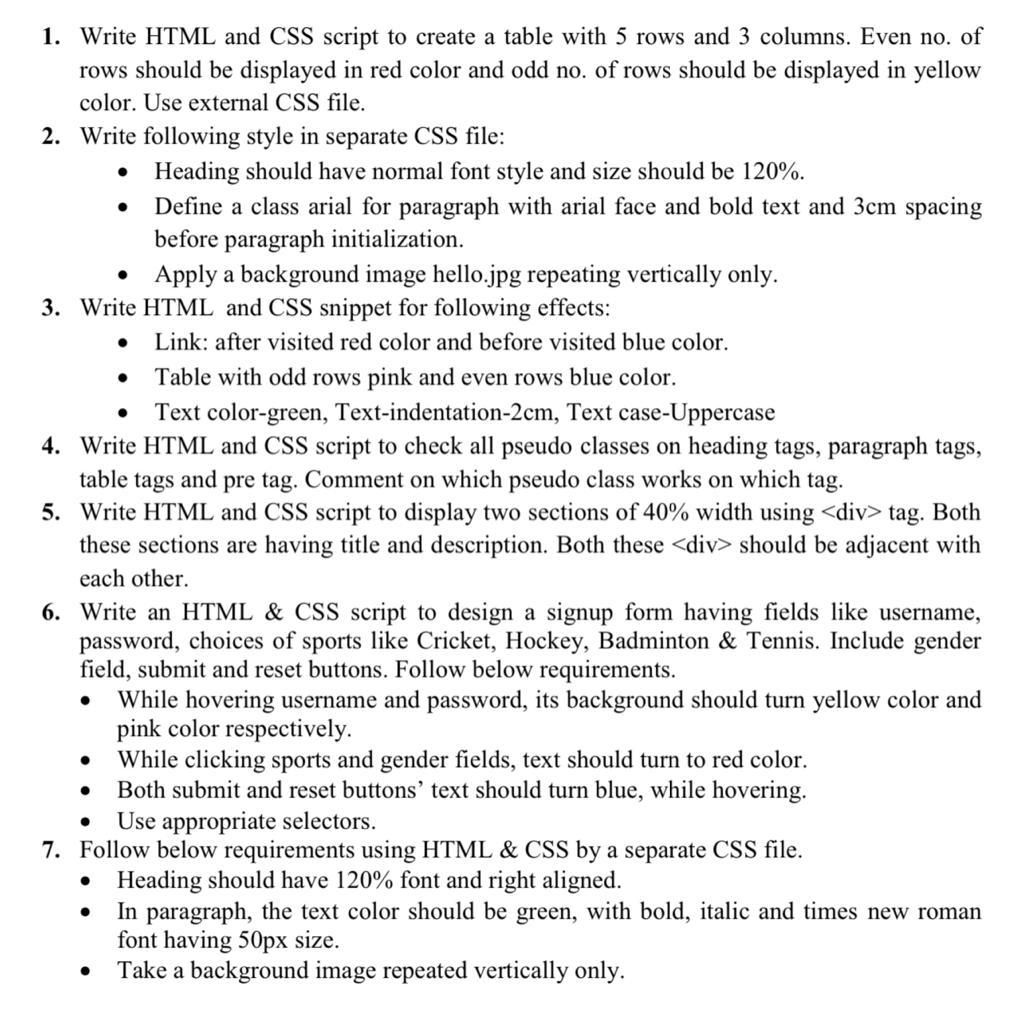 1. Write HTML and CSS script to create a table with 5 rows and 3 columns. Even no. of
rows should be displayed in red color and odd no. of rows should be displayed in yellow
color. Use external CSS file.
2. Write following style in separate CSS file:
• Heading should have normal font style and size should be 120%.
• Define a class arial for paragraph with arial face and bold text and 3cm spacing
before paragraph initialization.
• Apply a background image hello.jpg repeating vertically only.
3. Write HTML and CSS snippet for following effects:
• Link: after visited red color and before visited blue color.
• Table with odd rows pink and even rows blue color.
• Text color-green, Text-indentation-2cm, Text case-Uppercase
4. Write HTML and CSS script to check all pseudo classes on heading tags, paragraph tags,
table tags and pre tag. Comment on which pseudo class works on which tag.
5. Write HTML and CSS script to display two sections of 40% width using <div> tag. Both
these sections are having title and description. Both these <div> should be adjacent with
each other.
6. Write an HTML & CSS script to design a signup form having fields like username,
password, choices of sports like Cricket, Hockey, Badminton & Tennis. Include gender
field, submit and reset buttons. Follow below requirements.
• While hovering username and password, its background should turn yellow color and
pink color respectively.
• While clicking sports and gender fields, text should turn to red color.
• Both submit and reset buttons’ text should turn blue, while hovering.
• Use appropriate selectors.
7. Follow below requirements using HTML & CSS by a separate CSS file.
• Heading should have 120% font and right aligned.
• In paragraph, the text color should be green, with bold, italic and times new roman
font having 50px size.
• Take a background image repeated vertically only.